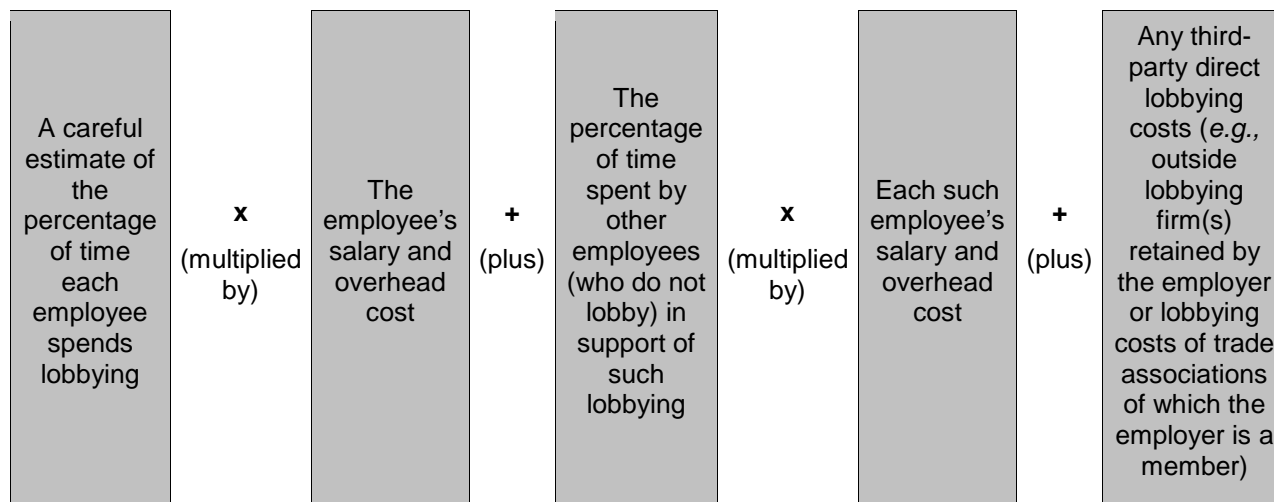 A careful
estimate of
the
percentage
of time
each
employee
spends
lobbying
x
(multiplied
by)
The
employee’s
salary and
overhead
cost
+
(plus)
The
percentage
of time
spent by
other
employees
(who do not
lobby) in
support of
such
lobbying
x
(multiplied
by)
Each such
employee’s
salary and
overhead
cost
+
(plus)
Any third-
party direct
lobbying
costs (e.g.,
outside
lobbying
firm(s)
retained by
the employer
or lobbying
costs of trade
associations
of which the
employer is a
member)